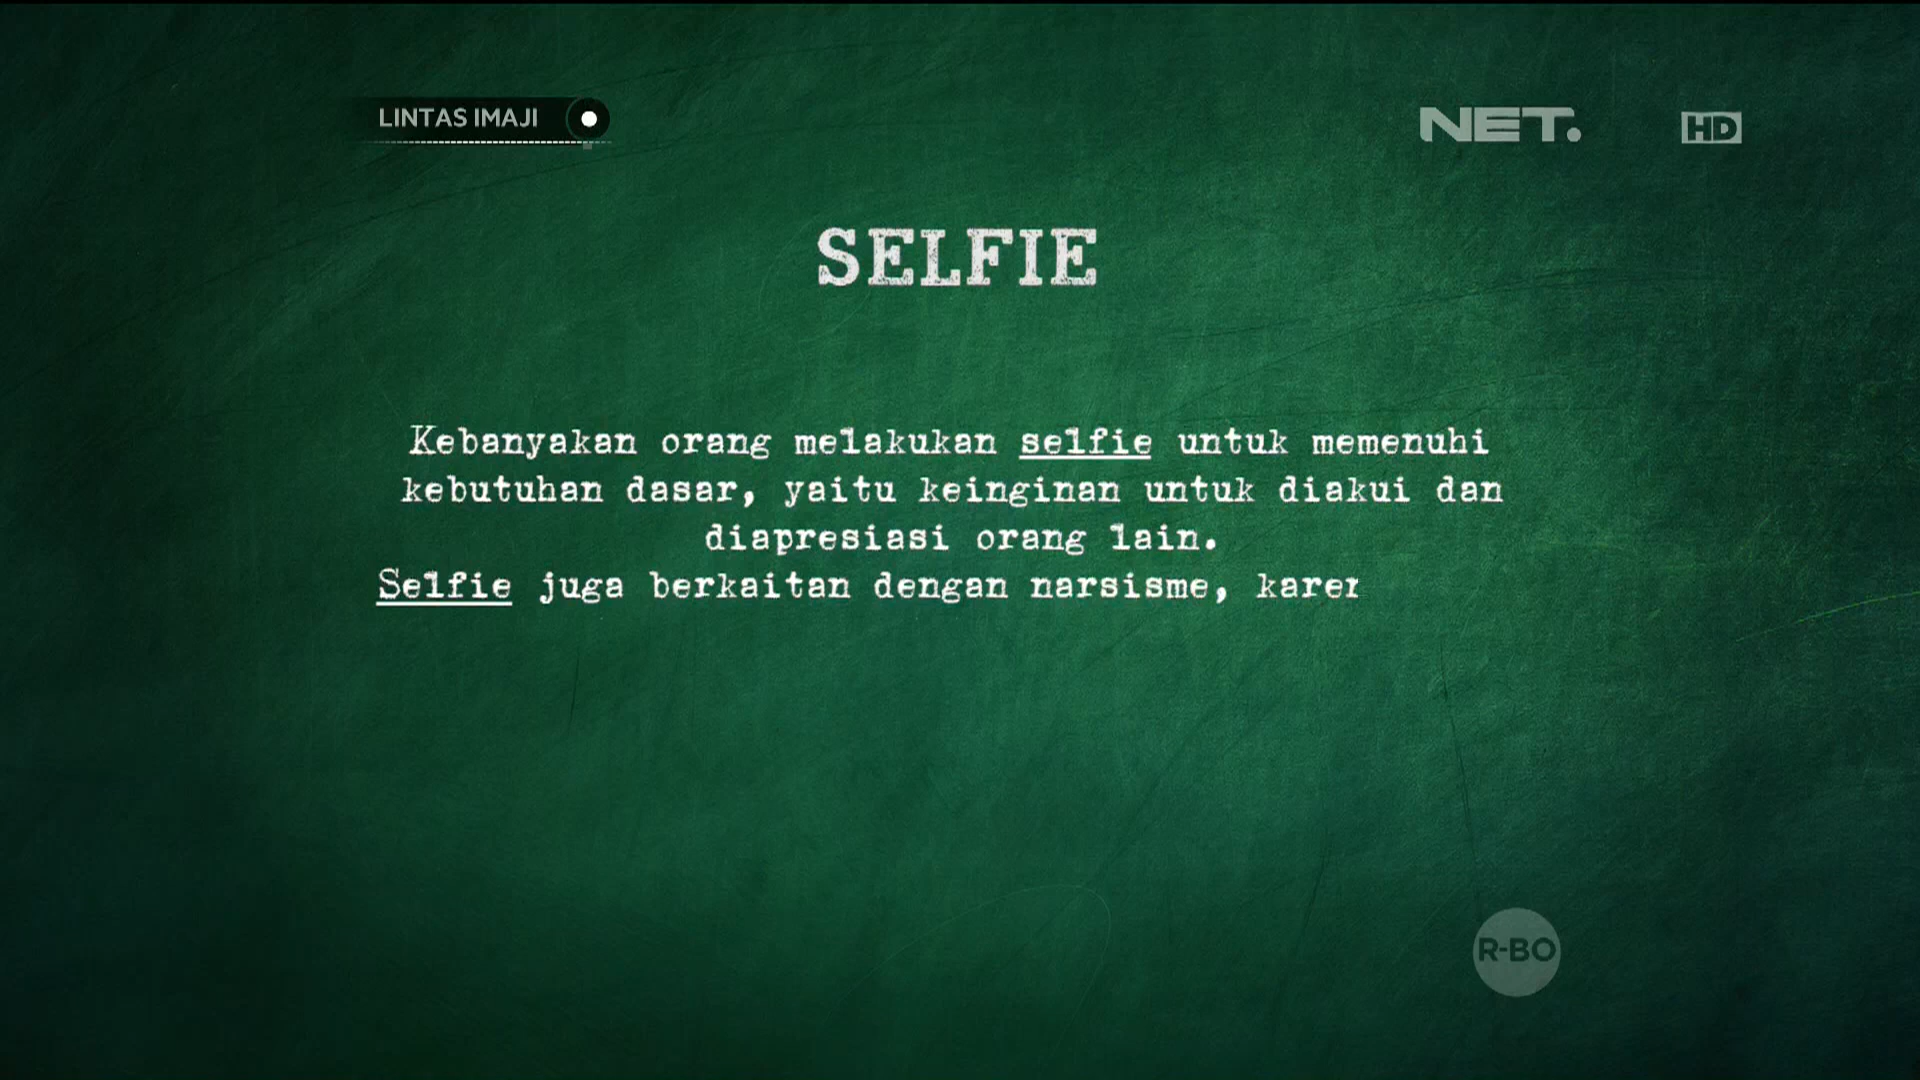 LINTAS IMAJI
NET.
HD
SELFIE
Kebanyakan orang melakukan selfie untuk memenuhi
kebutuhan dasar, yaitu keinginan untuk diakui dan
diapresiasi orang lain.
Selfie juga berkaitan dengan narsisme,
R-BO